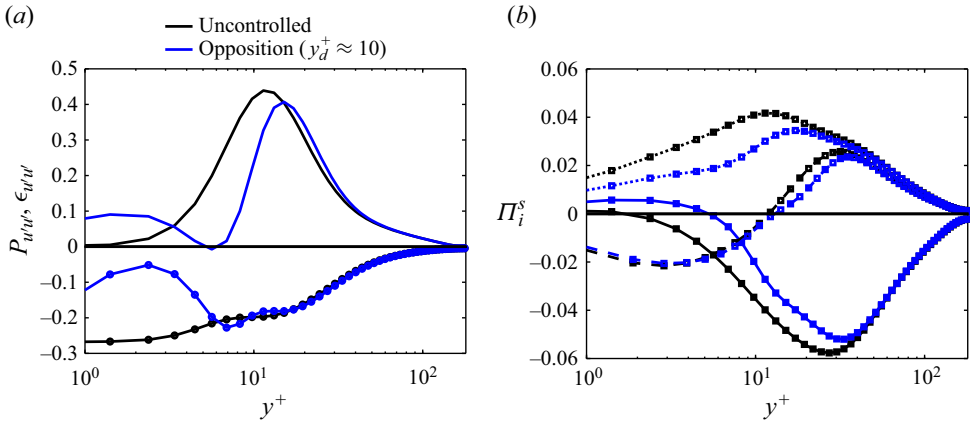 (a)
Uncontrolled
Opposition (y_d^+ ≈ 10)
0.5
0.4
0.3
0.2
0.1
0
–0.1
–0.2
–0.3
P_{u′u′}, ϵ_{u′u′}
10^0
10^1
10^2
y^+
(b)
0.06
0.04
0.02
0
–0.02
–0.04
–0.06
Π_i^s
10^0
10^1
10^2
y^+